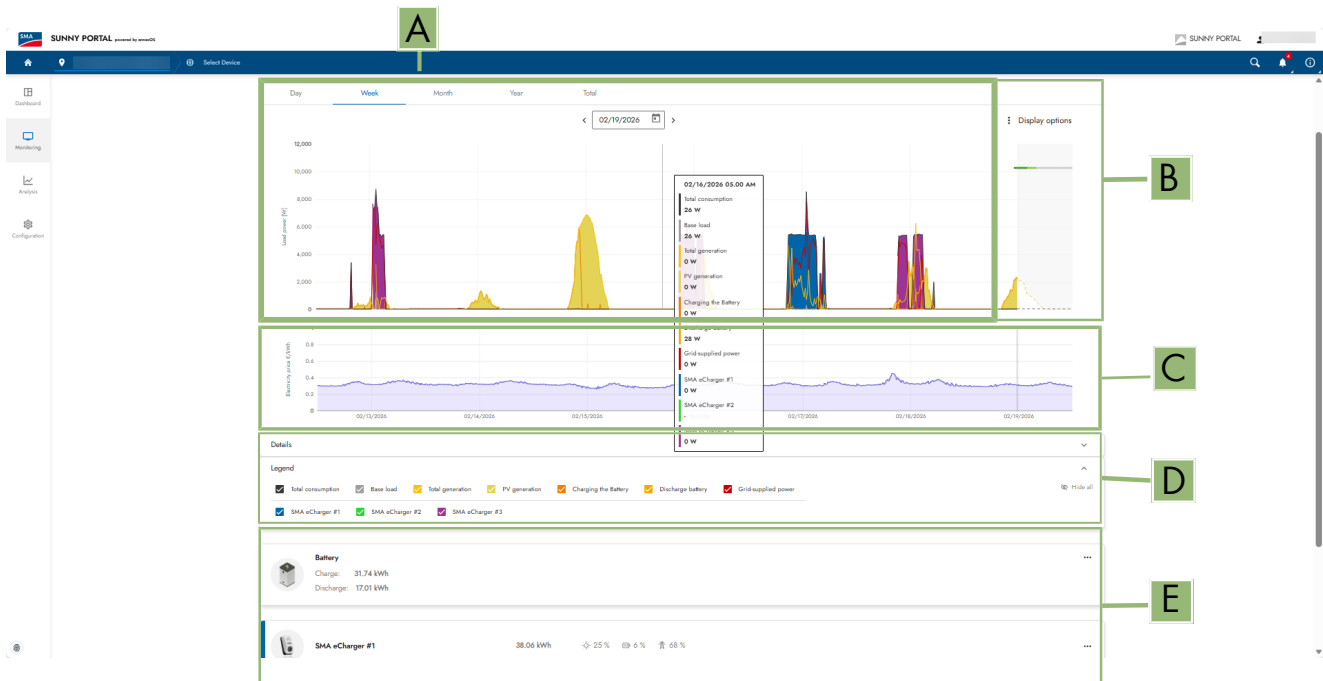 A
SMA SUNNY PORTAL powered by ennexOS SUNNY PORTAL
Select Device
Dashboard
Monitoring
Analysis
Configuration
Day Week Month Year Total
02/19/2026
Display options
B
Load power [W]
12,000
10,000
8,000
6,000
4,000
2,000
0
02/16/2026 05.00 AM
Total consumption
26 W
Base load
26 W
Total generation
0 W
PV generation
0 W
Charging the Battery
0 W
Discharge battery
28 W
Grid-supplied power
0 W
SMA eCharger #1
0 W
SMA eCharger #2
-
0 W
C
Electricity price €/kWh
0.8
0.6
0.4
0.2
0
02/13/2026 02/14/2026 02/15/2026 02/17/2026 02/18/2026 02/19/2026
Details
Legend
Total consumption Base load Total generation PV generation Charging the Battery Discharge battery Grid-supplied power Hide all
SMA eCharger #1 SMA eCharger #2 SMA eCharger #3
D
Battery
Charge: 31.74 kWh
Discharge: 17.01 kWh
E
SMA eCharger #1 38.06 kWh 25 % 6 % 68 %